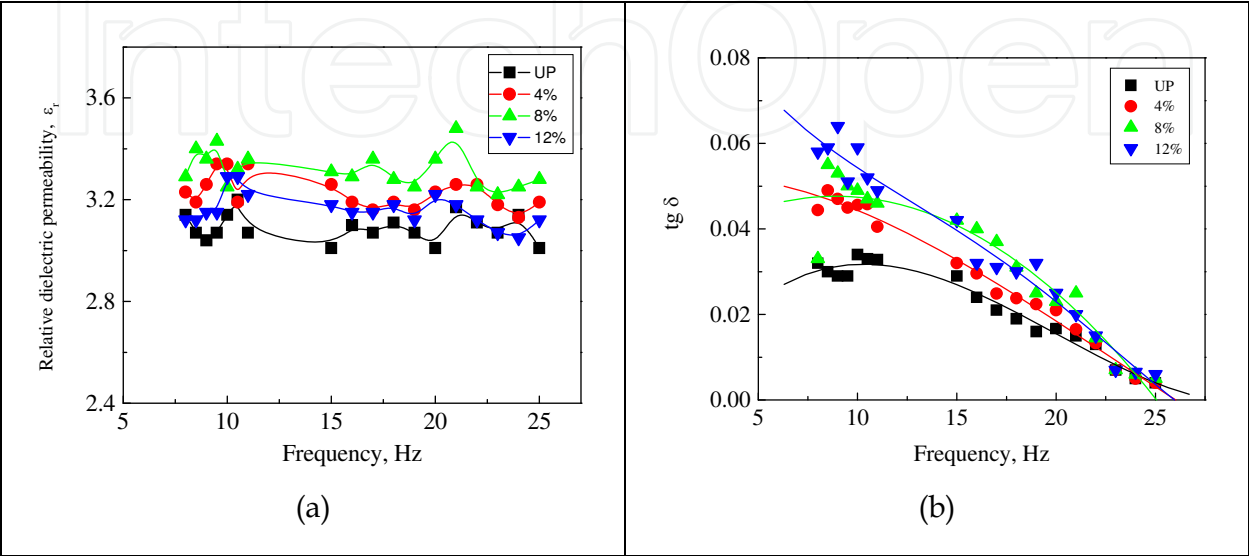 IntechOpen
3.6
3.2
2.8
2.4
5
10
15
20
25
Relative dielectric permeability, εr
Frequency, Hz
UP
4%
8%
12%
(a)
0.08
0.06
0.04
0.02
0.00
5
10
15
20
25
tg δ
Frequency, Hz
UP
4%
8%
12%
(b)